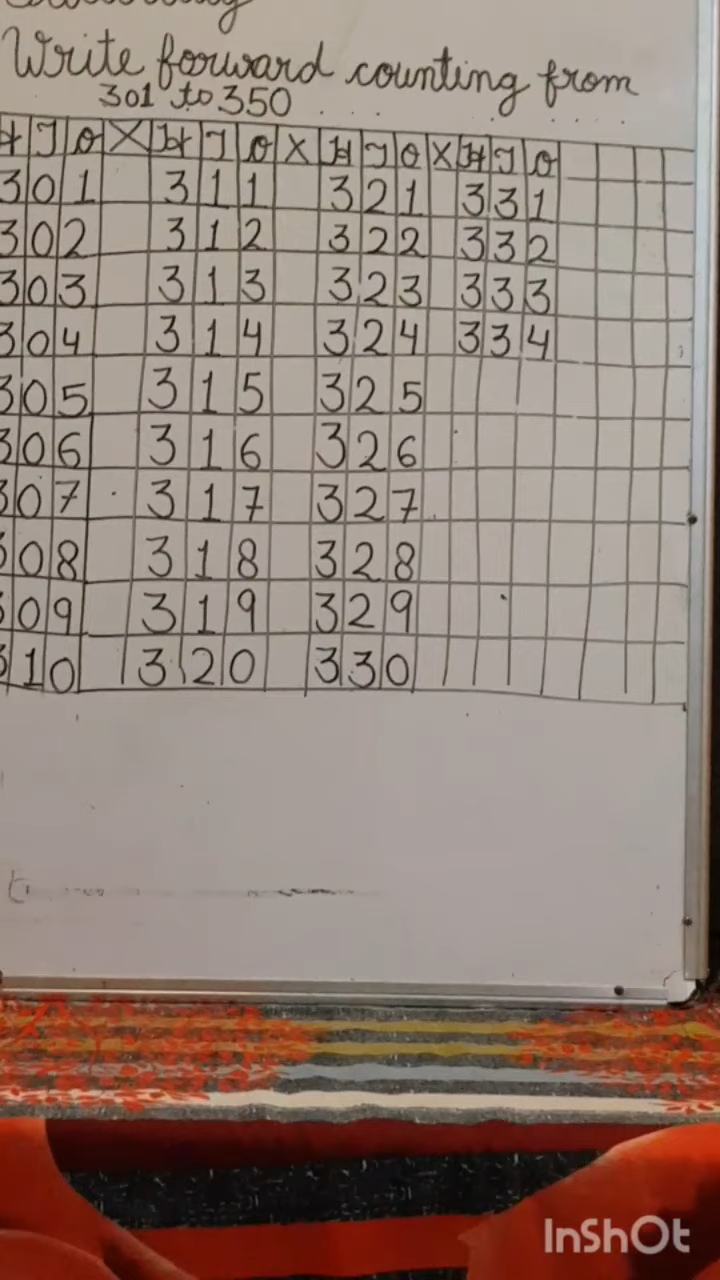 Write forward counting from
301 to 350 . . . . . . .
H T O X H T O X H T O X H T O
301 311 321 331
302 312 322 332
303 313 323 333
304 314 324 334
305 315 325
306 316 326
307 317 327
308 318 328
309 319 329
310 320 330
InShOt